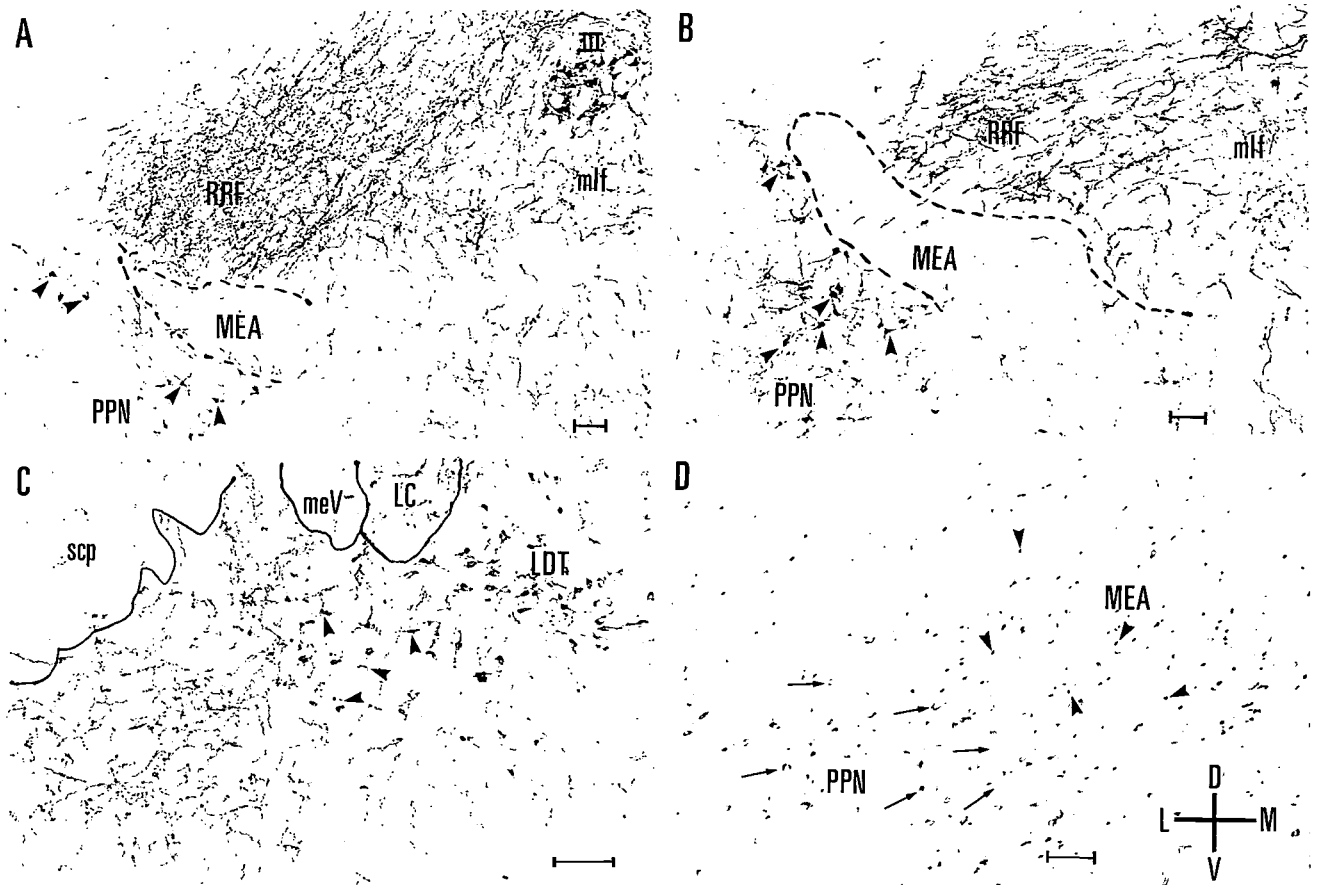 A
III
RRF
mlf
MEA
PPN
B
RRF
mlf
MEA
PPN
C
meV
LC
scp
LDT
D
MEA
PPN
D
L M
V